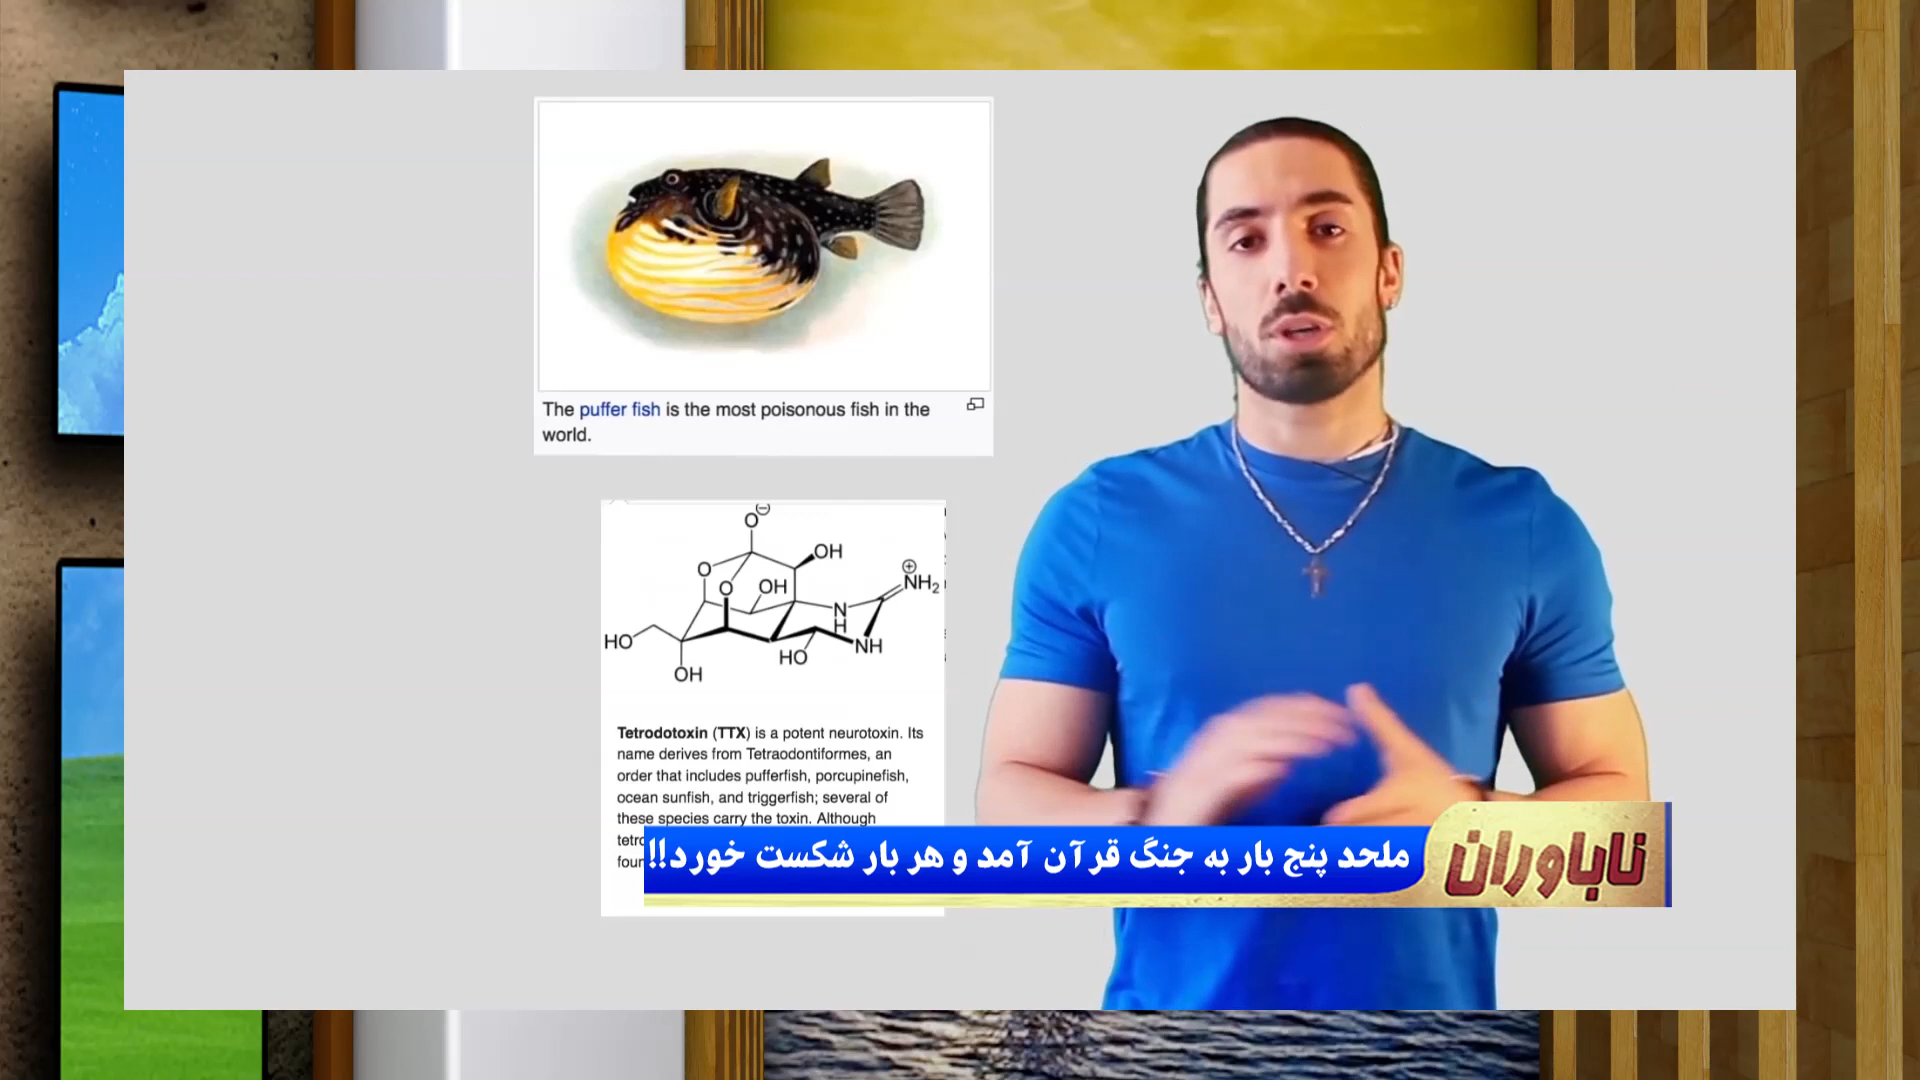 The puffer fish is the most poisonous fish in the
world.
O⊖
OH
O
O
OH
⊕
NH2
N
H
HO
NH
HO
OH
Tetrodotoxin (TTX) is a potent neurotoxin. Its
name derives from Tetraodontiformes, an
order that includes pufferfish, porcupinefish,
ocean sunfish, and triggerfish; several of
these species carry the toxin. Although
ملحد پنج بار به جنگ قرآن آمد و هر بار شکست خورد!!
ناباوران